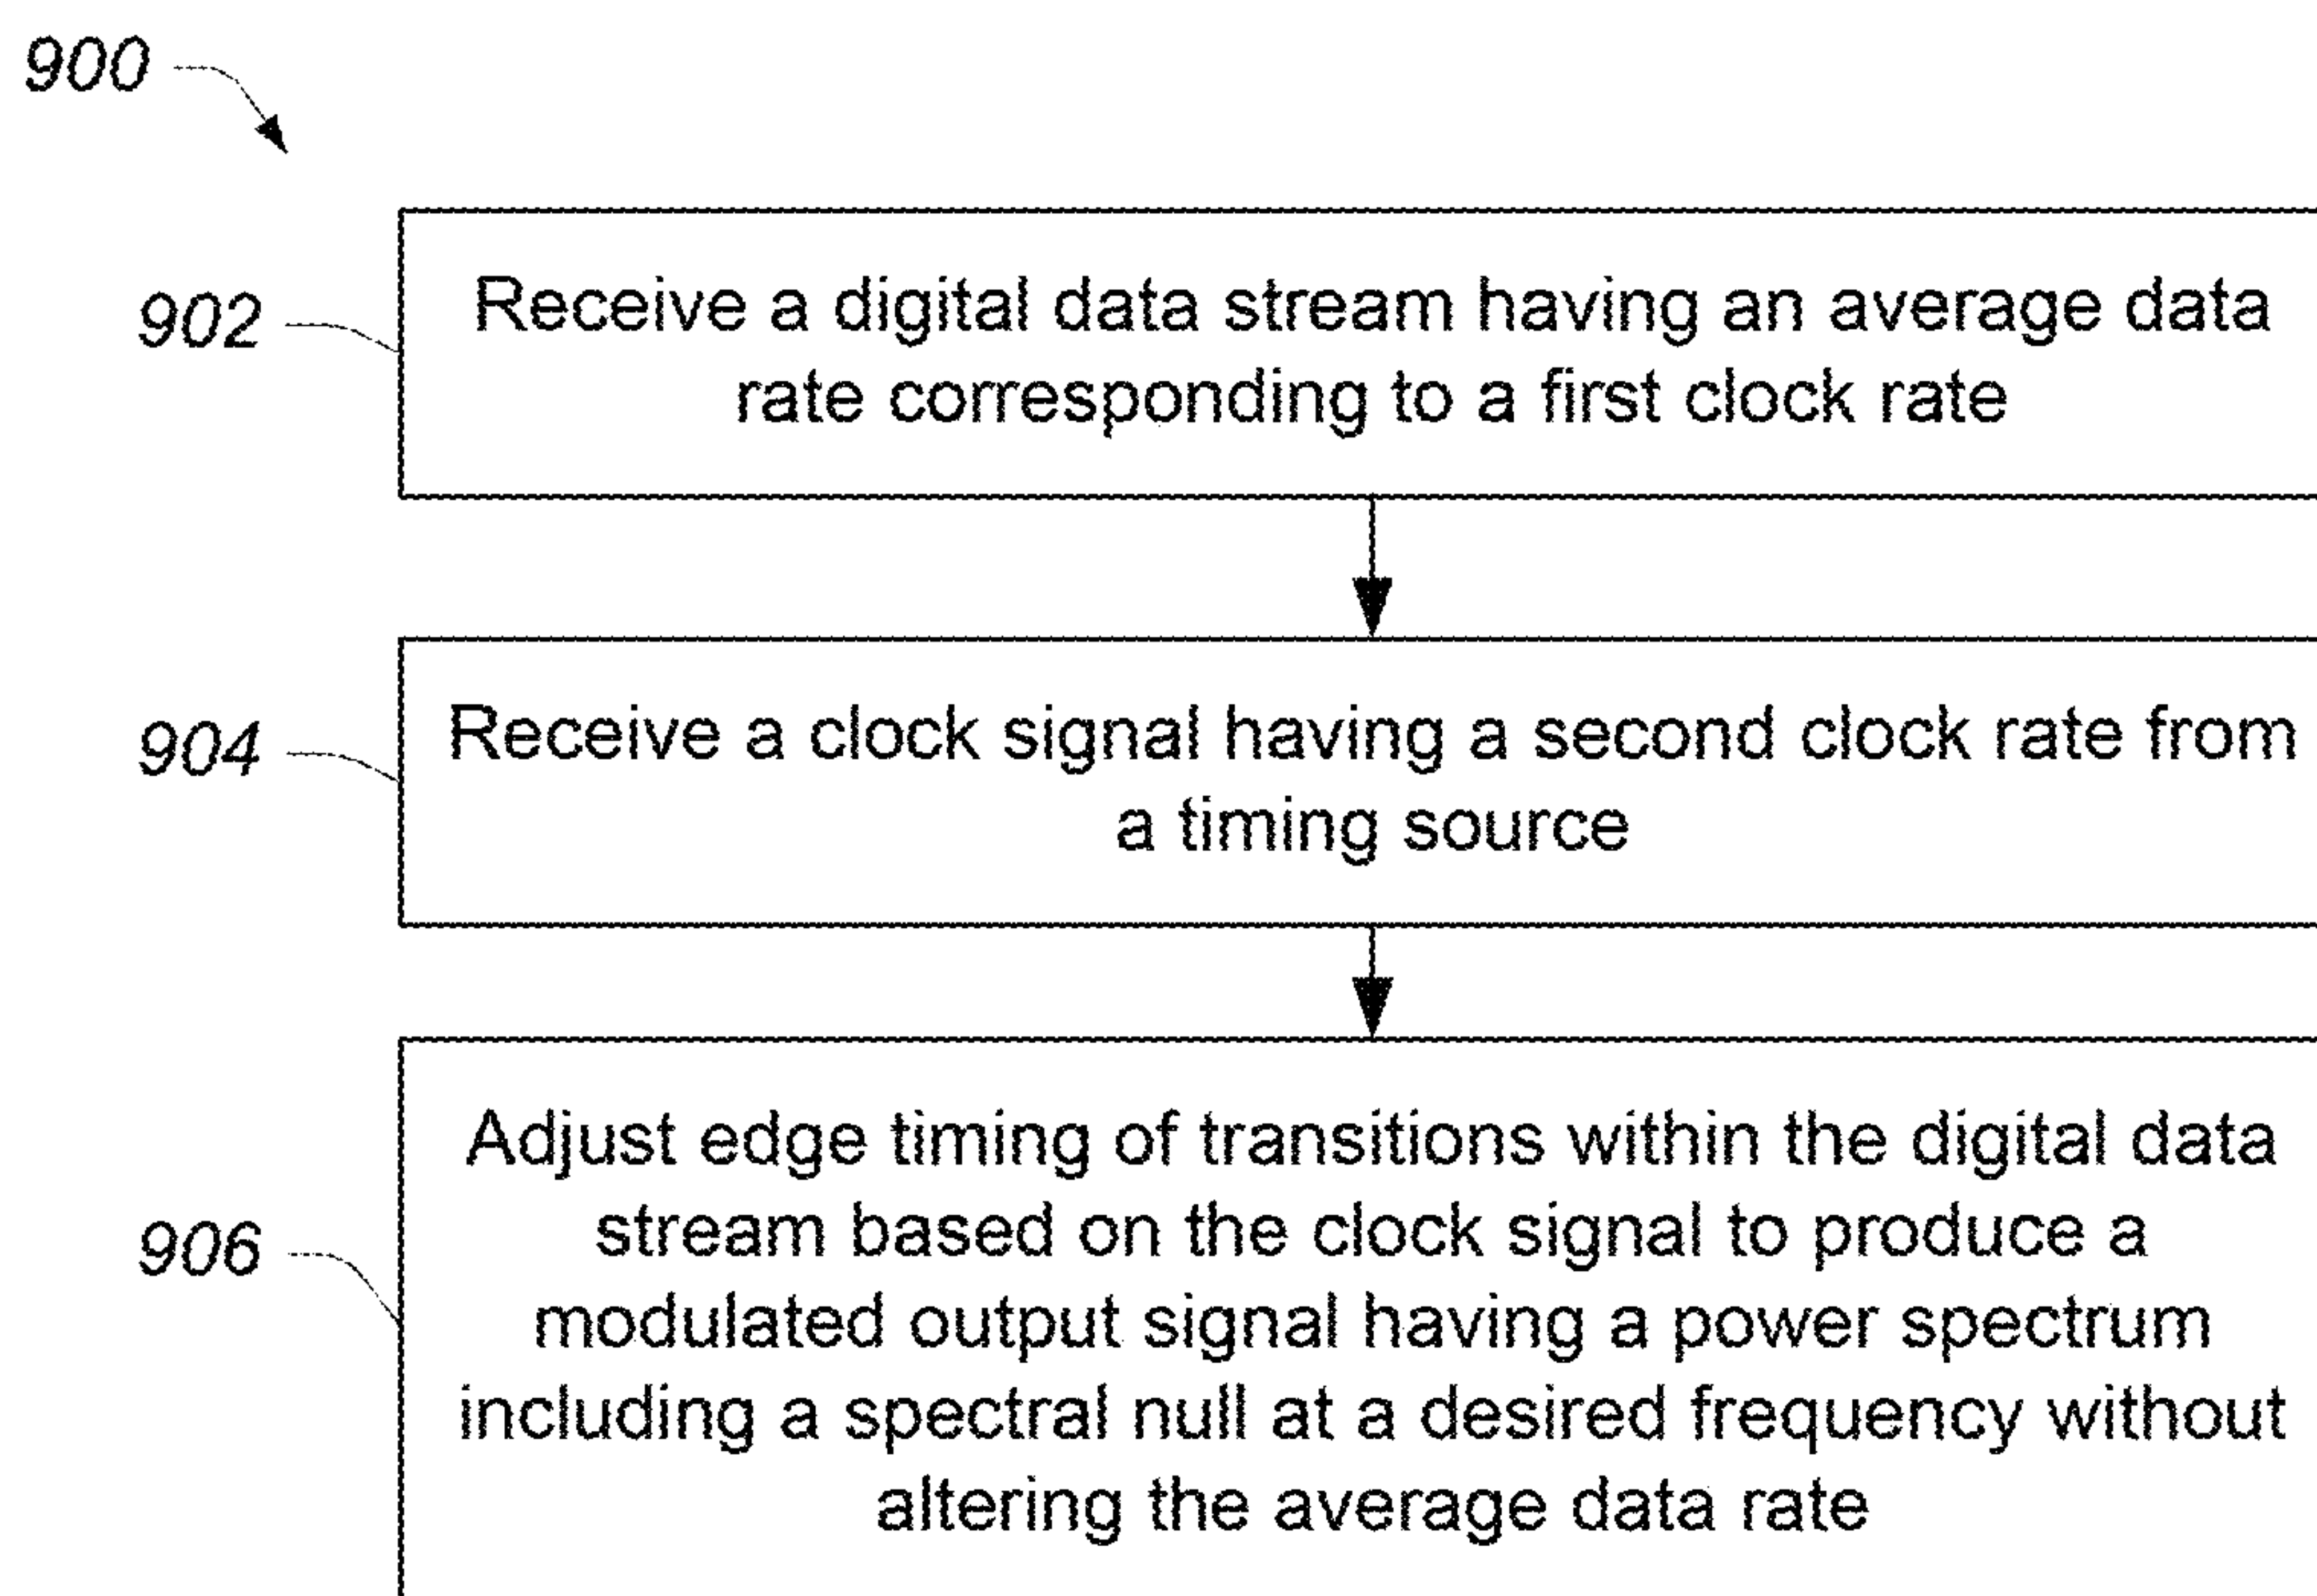 900
902
Receive a digital data stream having an average data
rate corresponding to a first clock rate
904
Receive a clock signal having a second clock rate from
a timing source
906
Adjust edge timing of transitions within the digital data
stream based on the clock signal to produce a
modulated output signal having a power spectrum
including a spectral null at a desired frequency without
altering the average data rate